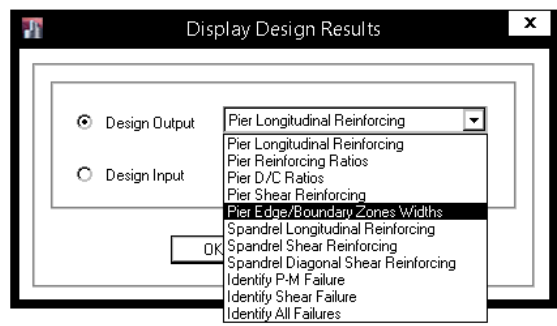 Display Design Results
x
Design Output
Pier Longitudinal Reinforcing
Pier Longitudinal Reinforcing
Pier Reinforcing Ratios
Pier D/C Ratios
Pier Shear Reinforcing
Pier Edge/Boundary Zones Widths
Spandrel Longitudinal Reinforcing
Spandrel Shear Reinforcing
Spandrel Diagonal Shear Reinforcing
Identify P-M Failure
Identify Shear Failure
Identify All Failures
Design Input
OK